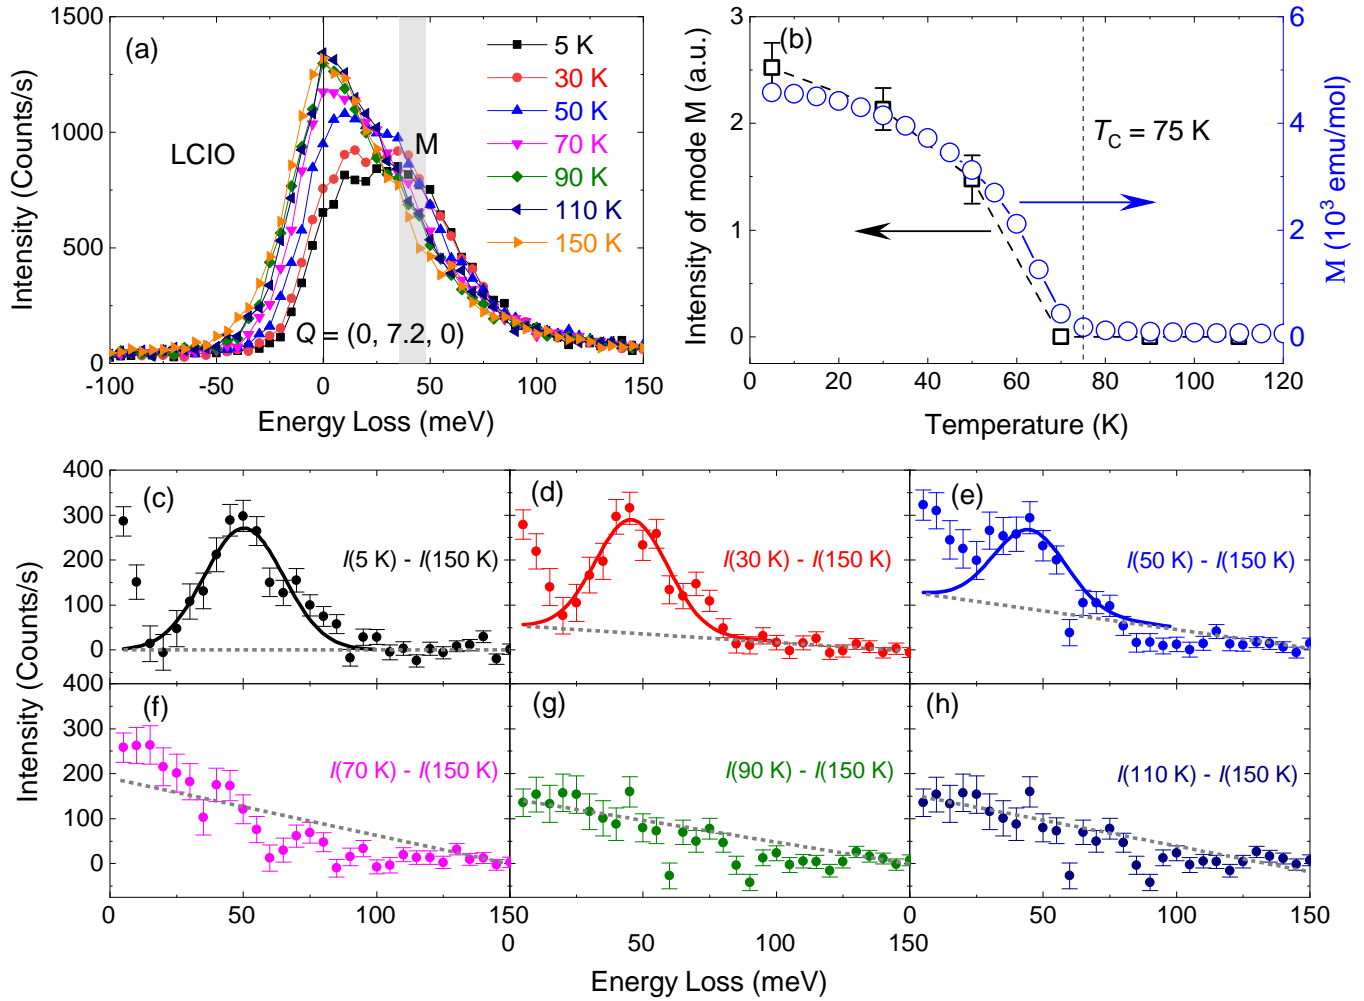 (a)
LCIO
M
5 K
30 K
50 K
70 K
90 K
110 K
150 K
Q = (0, 7.2, 0)
1500
1000
500
0
-100 -50 0 50 100 150
Energy Loss (meV)
Intensity (Counts/s)
(b)
T_C = 75 K
3
2
1
0
6
4
2
0
0 20 40 60 80 100 120
Temperature (K)
Intensity of mode M (a.u.)
M (10³ emu/mol)
(c)
I(5 K) - I(150 K)
(d)
I(30 K) - I(150 K)
(e)
I(50 K) - I(150 K)
400
300
200
100
0
400
300
200
100
0
Intensity (Counts/s)
(f)
I(70 K) - I(150 K)
(g)
I(90 K) - I(150 K)
(h)
I(110 K) - I(150 K)
0 50 100 150
0 50 100 150
0 50 100 150
Energy Loss (meV)